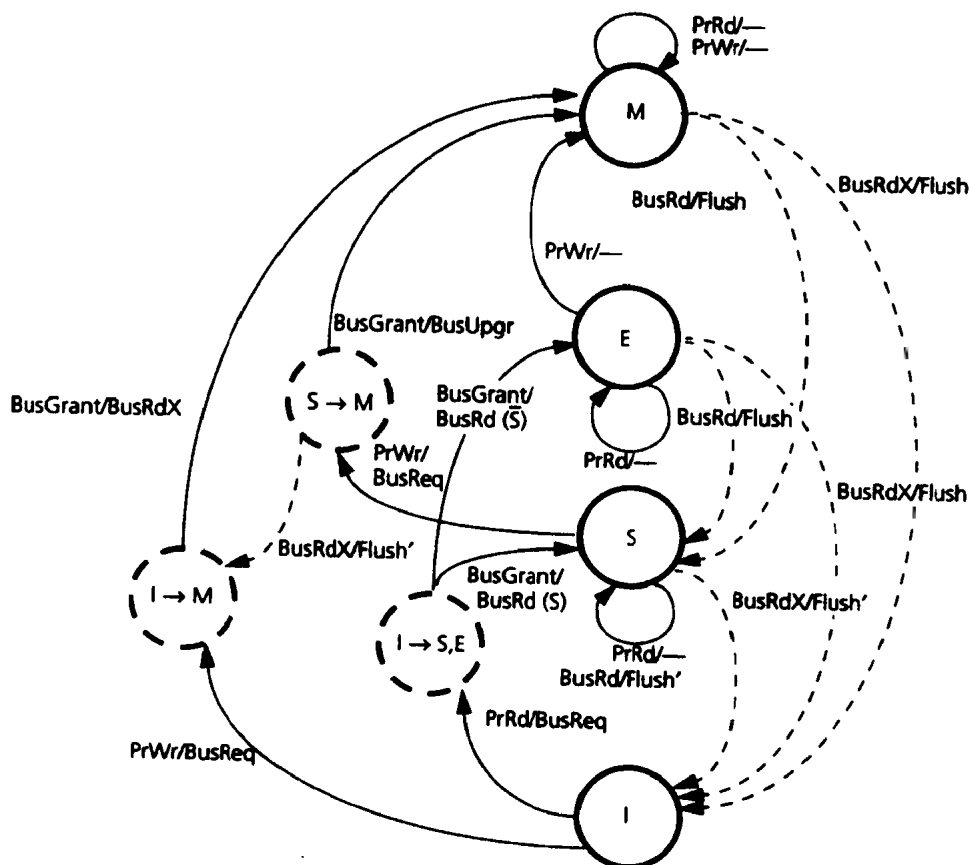 PrRd/—
PrWr/—
M
BusRd/Flush
BusRdX/Flush
PrWr/—
BusGrant/BusUpgr
E
BusGrant/
BusRd (S̅)
BusGrant/BusRdX
S → M
BusRd/Flush
PrWr/
BusReq
PrRd/—
BusRdX/Flush
S
BusRdX/Flush′
BusGrant/
BusRd (S)
I → M
BusRdX/Flush′
I → S,E
PrRd/—
BusRd/Flush′
PrRd/BusReq
PrWr/BusReq
I